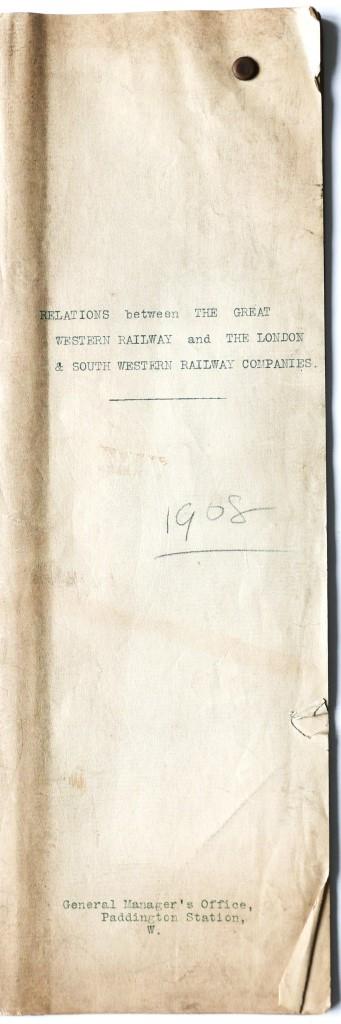 RELATIONS between THE GREAT
WESTERN RAILWAY and THE LONDON
& SOUTH WESTERN RAILWAY COMPANIES.
1908
General Manager's Office,
Paddington Station,
W.